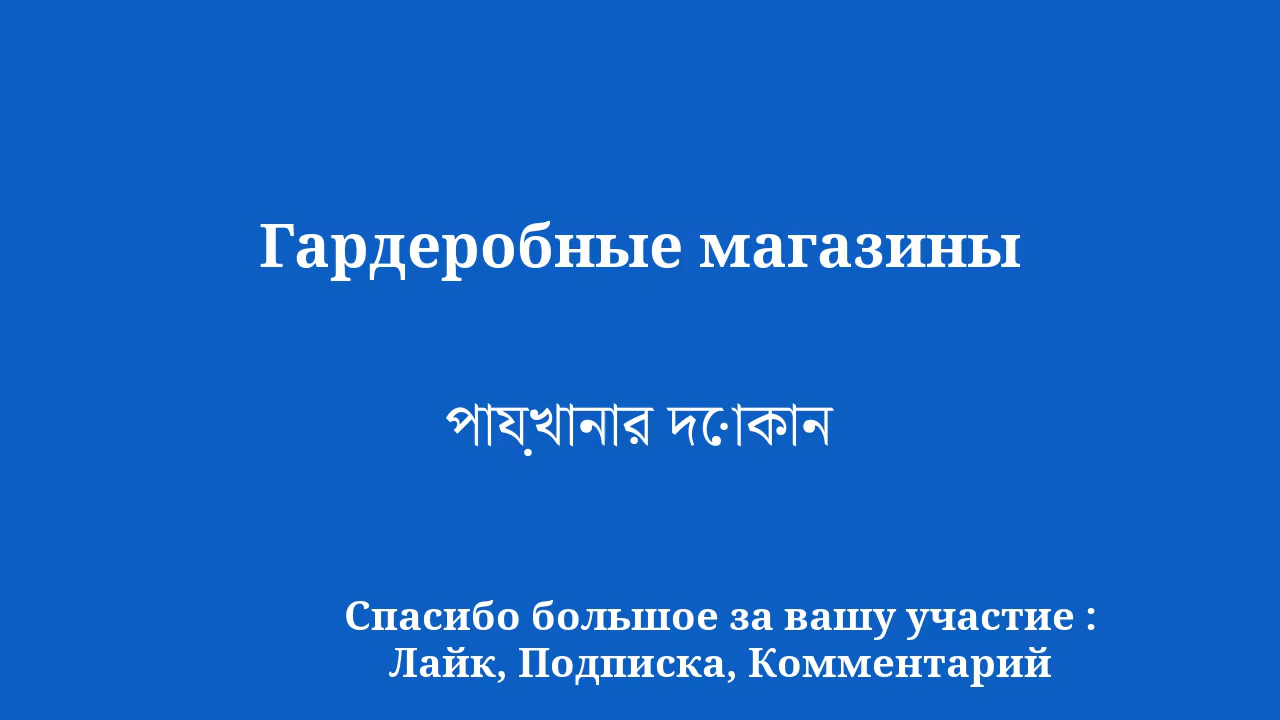 Гардеробные магазины
পায়খানার দোকান
Спасибо большое за вашу участие :
Лайк, Подписка, Комментарий